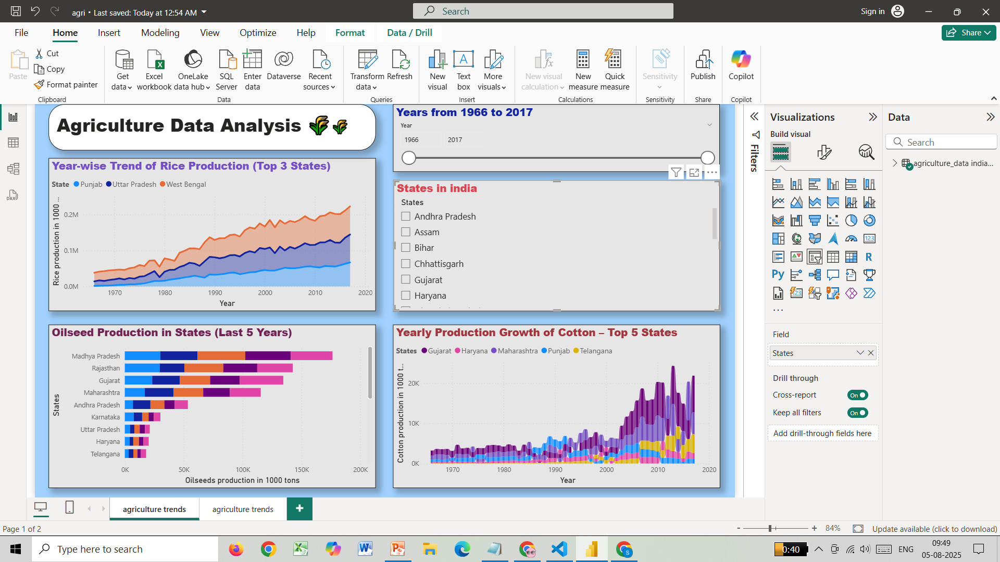 agri • Last saved: Today at 12:54 AM
Search
Sign in
File
Home
Insert
Modeling
View
Optimize
Help
Format
Data / Drill
Share
Paste
Cut
Copy
Format painter
Clipboard
Get data
Excel workbook
OneLake data hub
SQL Server
Enter data
Dataverse
Recent sources
Data
Transform data
Refresh
Queries
New visual
Text box
More visuals
Insert
New visual calculation
New measure
Quick measure
Calculations
Sensitivity
Sensitivity
Publish
Share
Copilot
Copilot
Agriculture Data Analysis
Years from 1966 to 2017
Year
1966
2017
Year-wise Trend of Rice Production (Top 3 States)
State Punjab Uttar Pradesh West Bengal
Rice production in 1000 ...
0.2M
0.1M
0.0M
1970 1980 1990 2000 2010 2020
Year
States in india
States
Andhra Pradesh
Assam
Bihar
Chhattisgarh
Gujarat
Haryana
Oilseed Production in States (Last 5 Years)
States
Madhya Pradesh
Rajasthan
Gujarat
Maharashtra
Andhra Pradesh
Karnataka
Uttar Pradesh
Haryana
Telangana
0K 50K 100K 150K 200K
Oilseeds production in 1000 tons
Yearly Production Growth of Cotton – Top 5 States
States Gujarat Haryana Maharashtra Punjab Telangana
Cotton production in 1000 t...
20K
10K
0K
1970 1980 1990 2000 2010 2020
Year
Filters
Visualizations
Build visual
123
R
Py
123
...
Field
States
Drill through
Cross-report
On
Keep all filters
On
Add drill-through fields here
Data
Search
agriculture_data india...
DAX
agriculture trends
agriculture trends
+
Page 1 of 2
- + 84%
Update available (click to download)
Type here to search
0:40
ENG
09:49
05-08-2025